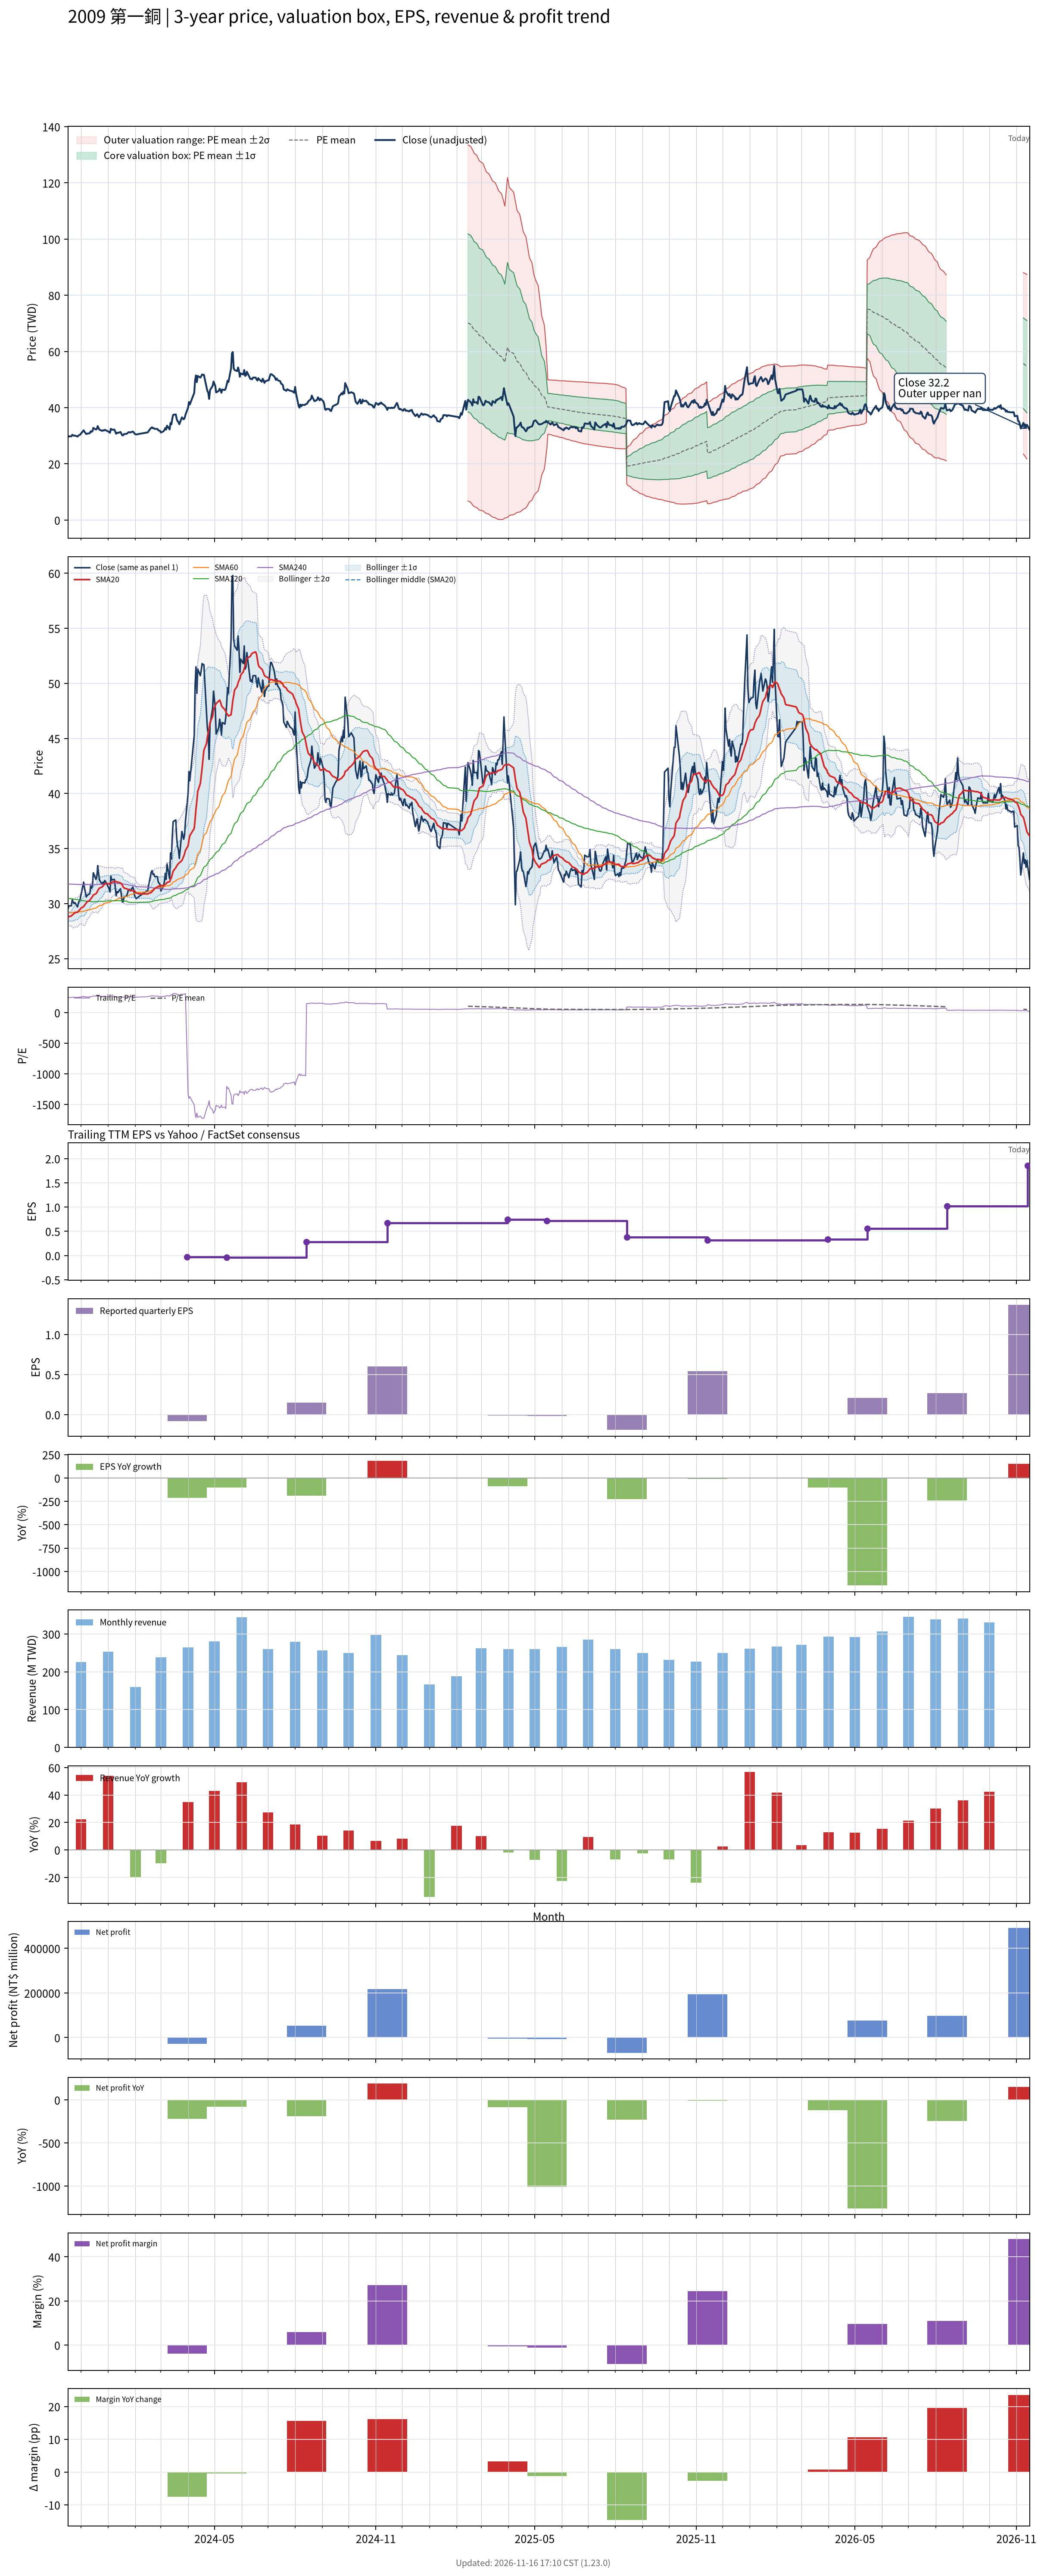 2009 第一銅 | 3-year price, valuation box, EPS, revenue & profit trend
Outer valuation range: PE mean ±2σ
Core valuation box: PE mean ±1σ
PE mean
Close (unadjusted)
Today
Price (TWD)
140
120
100
80
60
40
20
0
Close 32.2
Outer upper nan
Close (same as panel 1)
SMA20
SMA60
SMA120
SMA240
Bollinger ±2σ
Bollinger ±1σ
Bollinger middle (SMA20)
Price
60
55
50
45
40
35
30
25
Trailing P/E
P/E mean
P/E
0
-500
-1000
-1500
Trailing TTM EPS vs Yahoo / FactSet consensus
Today
EPS
2.0
1.5
1.0
0.5
0.0
-0.5
Reported quarterly EPS
EPS
1.0
0.5
0.0
EPS YoY growth
YoY (%)
250
0
-250
-500
-750
-1000
Monthly revenue
Revenue (M TWD)
300
200
100
0
Revenue YoY growth
YoY (%)
60
40
20
0
-20
Month
Net profit
Net profit (NT$ million)
400000
200000
0
Net profit YoY
YoY (%)
0
-500
-1000
Net profit margin
Margin (%)
40
20
0
Margin YoY change
Δ margin (pp)
20
10
0
-10
2024-05
2024-11
2025-05
2025-11
2026-05
2026-11
Updated: 2026-11-16 17:10 CST (1.23.0)